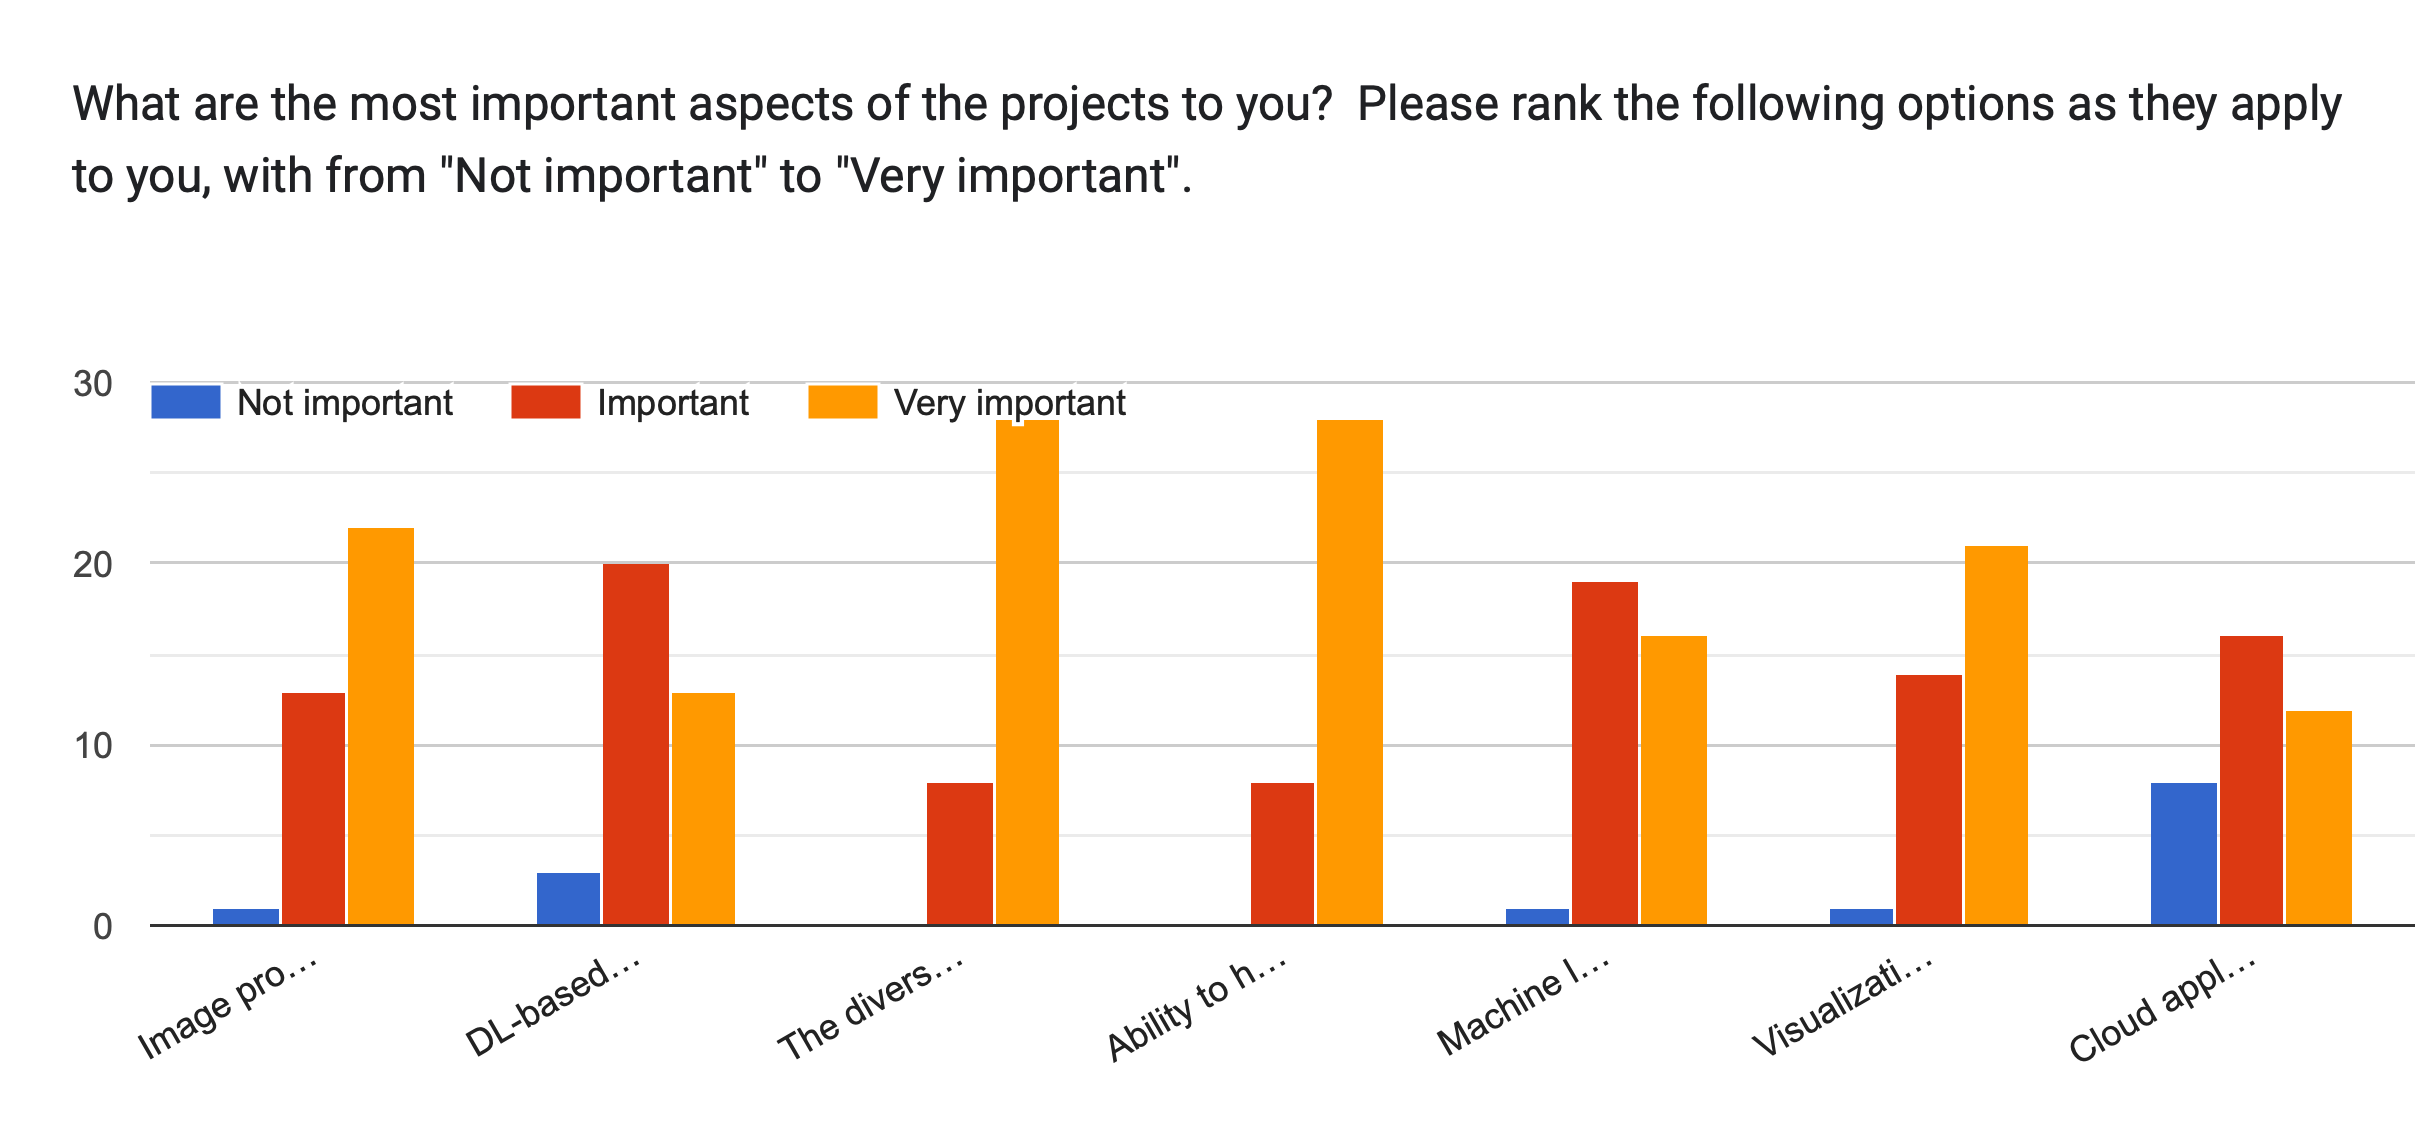 What are the most important aspects of the projects to you?  Please rank the following options as they apply
to you, with from "Not important" to "Very important".
30
Not important
Important
Very important
20
10
0
Image pro…
DL-based…
The divers…
Ability to h…
Machine l…
Visualizati…
Cloud appl…